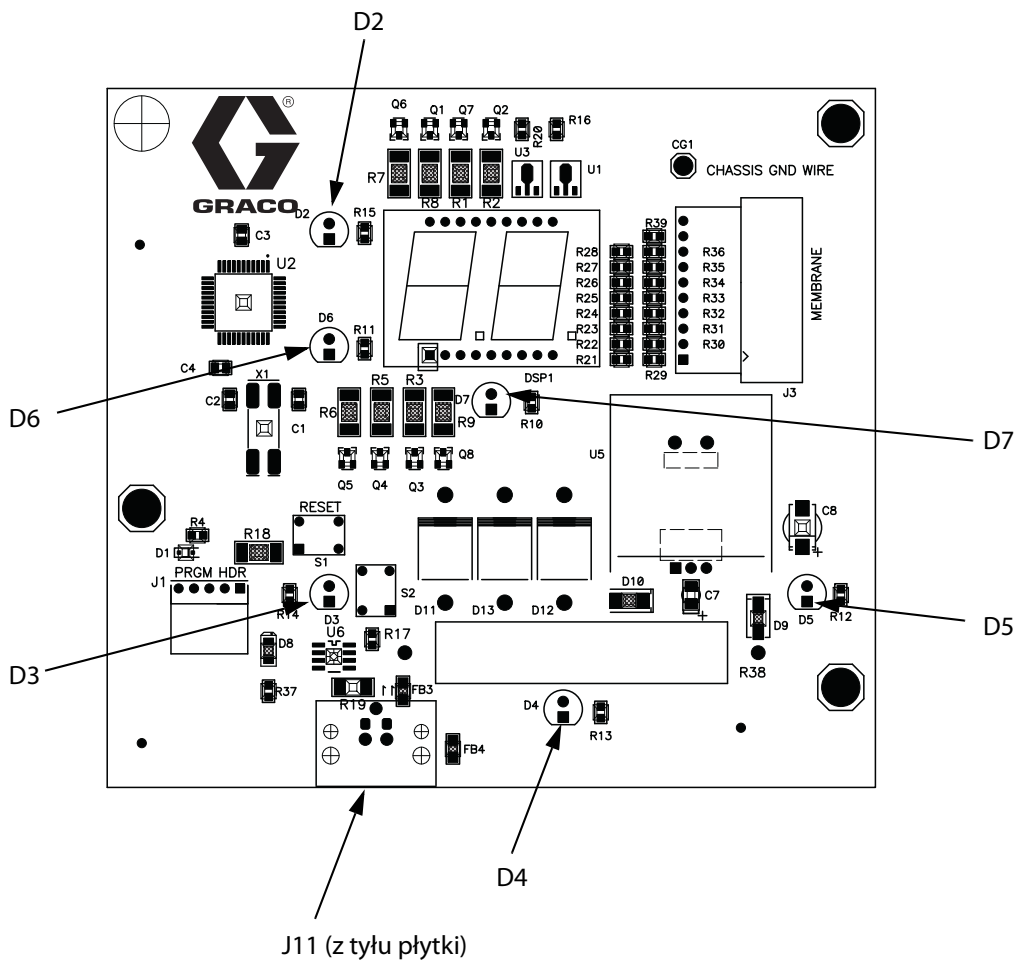 D2
Q6 Q1 Q7 Q2 R20 R16
U3 U1
CG1
CHASSIS GND WIRE
R7 R8 R1 R2
®
GRACO
D2 R15
C3
U2
R39
R28 R36
R27 R35
R26 R34
R25 R33
R24 R32
R23 R31
R22 R30
R21 R29
MEMBRANE
J3
D6 R11
C4 X1
C2 C1
R6 R5 R3 R9
D7 DSP1
R10
D6
D7
Q5 Q4 Q3 Q8
U5
C8
+
RESET
R4
D1 R18
S1
J1 PRGM HDR
R14 D3 S2
D11 D13 D12
D10 C7
+
D9 D5 R12
D5
U6 R17
D8
D3
R37 R19 FB3
R38
D4 R13
FB4
D4
J11 (z tyłu płytki)